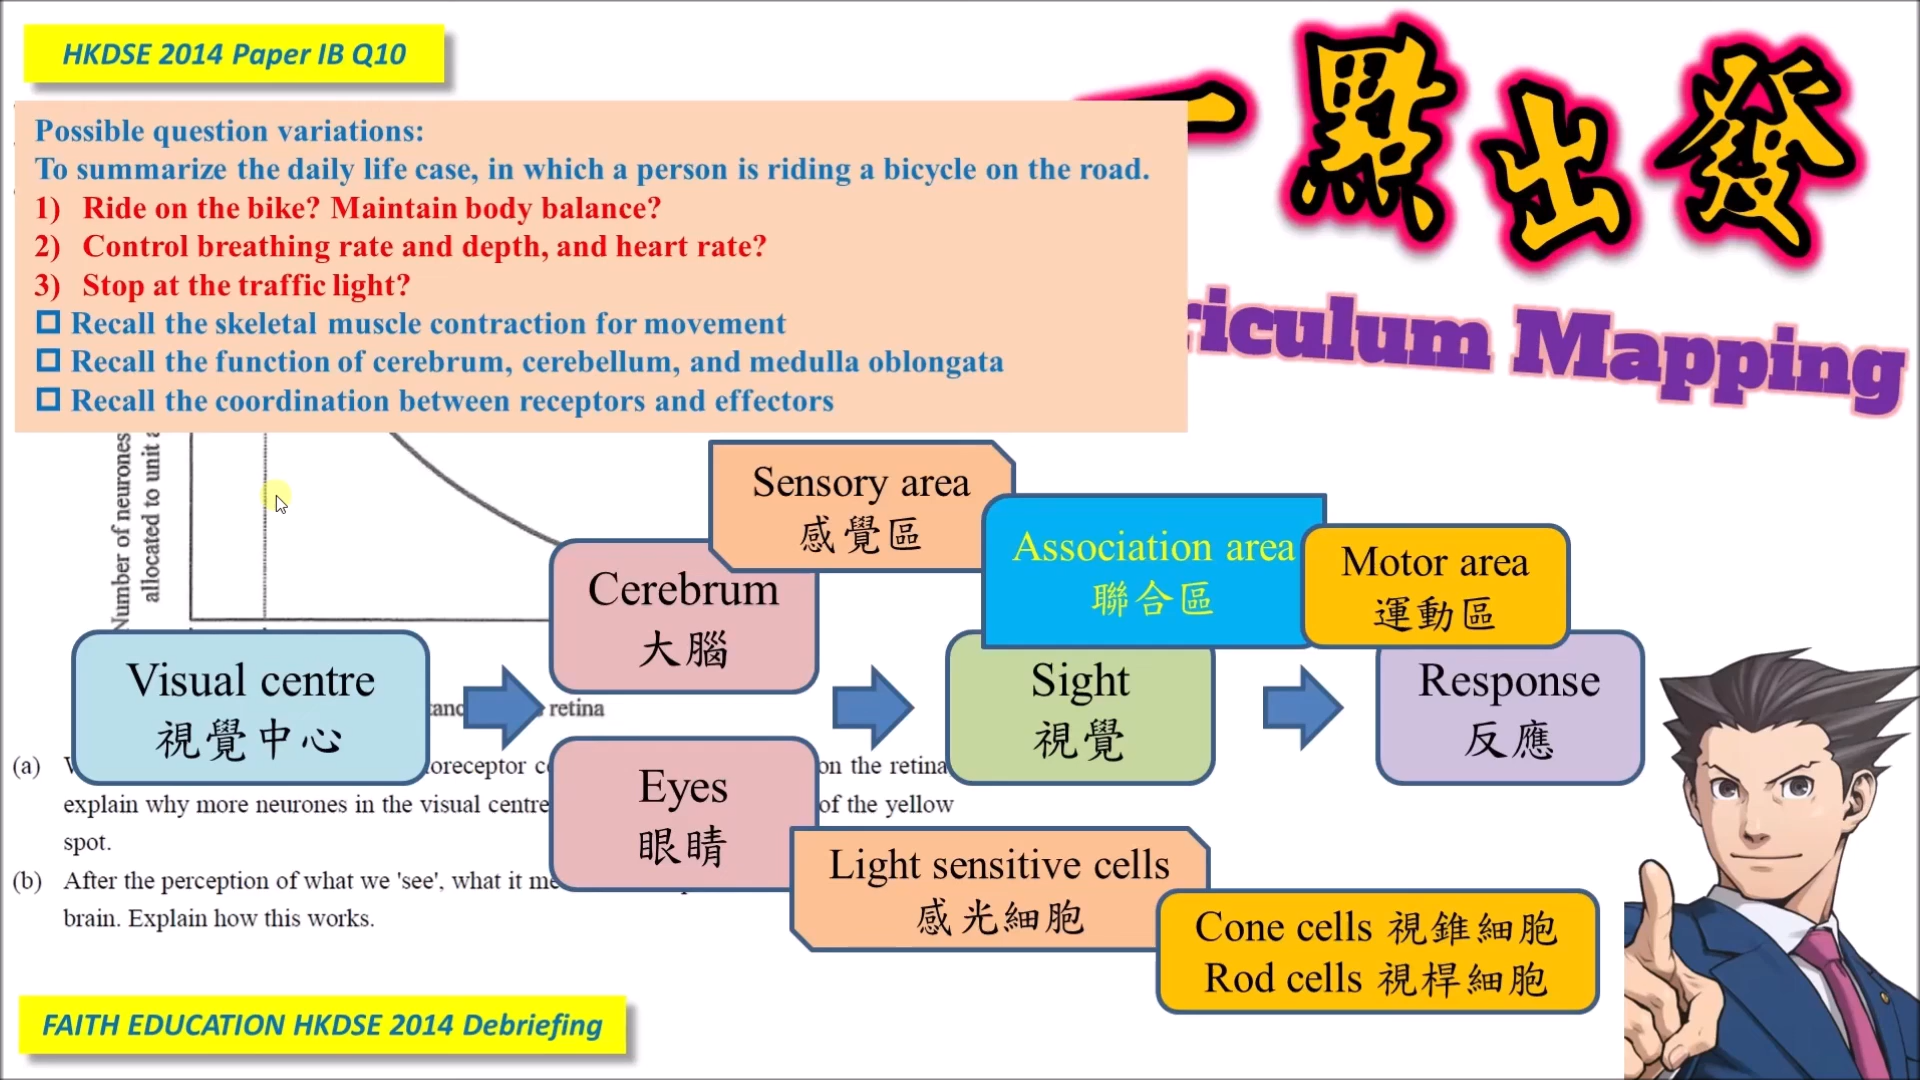 HKDSE 2014 Paper IB Q10
一點出發
Possible question variations:
To summarize the daily life case, in which a person is riding a bicycle on the road.
1) Ride on the bike? Maintain body balance?
2) Control breathing rate and depth, and heart rate?
3) Stop at the traffic light?
Recall the skeletal muscle contraction for movement
Recall the function of cerebrum, cerebellum, and medulla oblongata
Recall the coordination between receptors and effectors
riculum Mapping
Number of neurones
allocated to unit
Sensory area
感覺區
Association area
聯合區
Motor area
運動區
Cerebrum
大腦
Visual centre
視覺中心
Sight
視覺
Response
反應
retina
Eyes
眼睛
(a) on the retina
explain why more neurones in the visual centre of the yellow
spot.
Light sensitive cells
感光細胞
(b) After the perception of what we 'see', what it
brain. Explain how this works.
Cone cells 視錐細胞
Rod cells 視桿細胞
FAITH EDUCATION HKDSE 2014 Debriefing